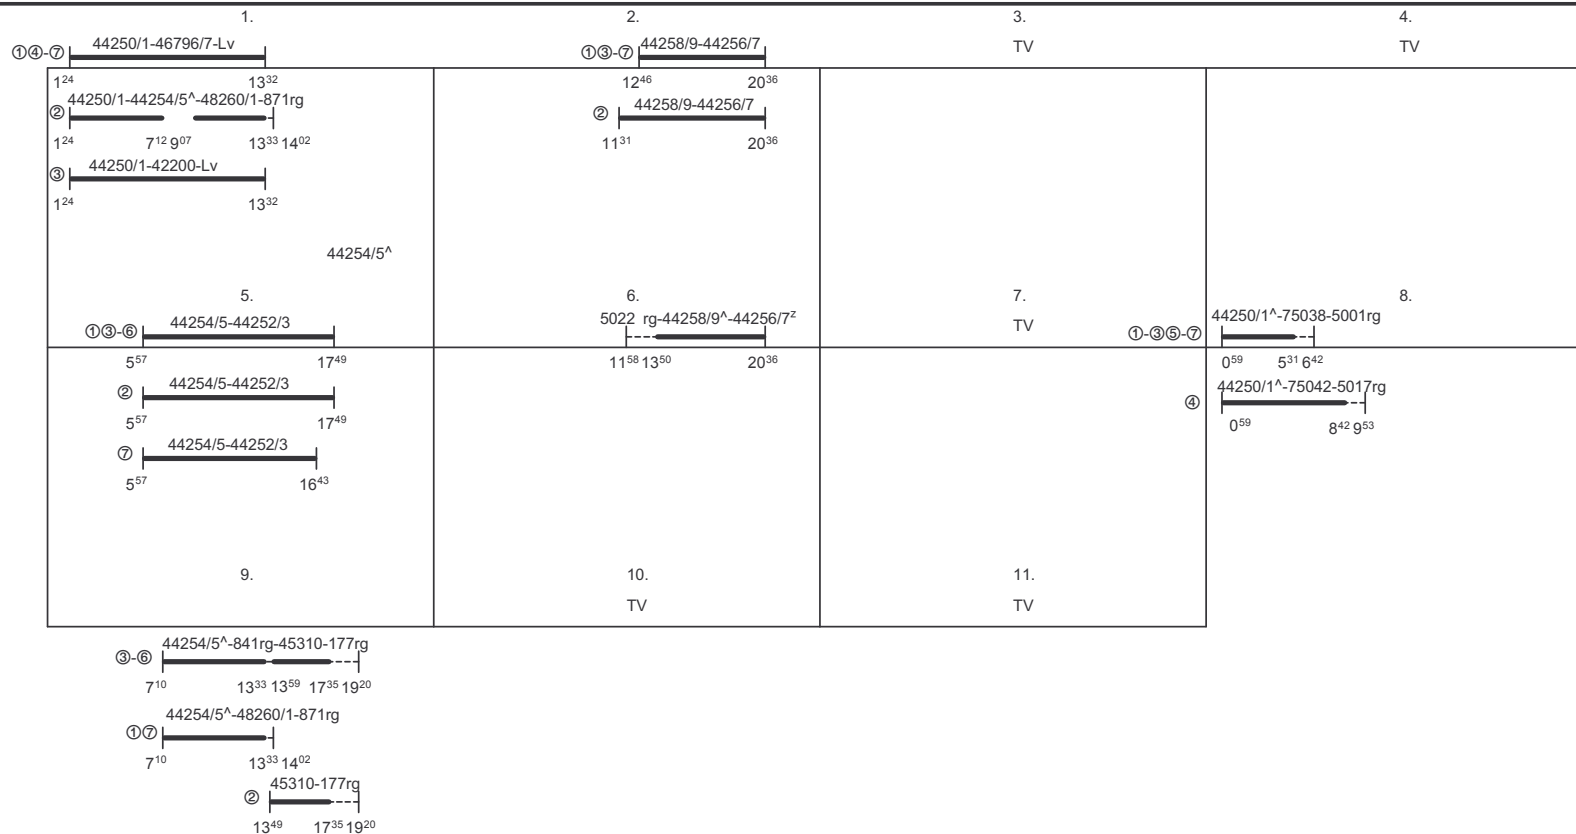 1. 2. 3. 4.
①④-⑦ 44250/1-46796/7-Lv ①③-⑦ 44258/9-44256/7 TV TV
1²⁴ 13³² 12⁴⁶ 20³⁶
② 44250/1-44254/5^-48260/1-871rg ② 44258/9-44256/7
1²⁴ 7¹² 9⁰⁷ 13³³ 14⁰² 11³¹ 20³⁶
③ 44250/1-42200-Lv
1²⁴ 13³²
44254/5^
5. 6. 7. 8.
①③-⑥ 44254/5-44252/3 5022 rg-44258/9^-44256/7ᶻ TV ①-③⑤-⑦ 44250/1^-75038-5001rg
5⁵⁷ 17⁴⁹ 11⁵⁸ 13⁵⁰ 20³⁶ 0⁵⁹ 5³¹ 6⁴²
② 44254/5-44252/3 ④ 44250/1^-75042-5017rg
5⁵⁷ 17⁴⁹ 0⁵⁹ 8⁴² 9⁵³
⑦ 44254/5-44252/3
5⁵⁷ 16⁴³
9. 10. 11.
TV TV
③-⑥ 44254/5^-841rg-45310-177rg
7¹⁰ 13³³ 13⁵⁹ 17³⁵ 19²⁰
①⑦ 44254/5^-48260/1-871rg
7¹⁰ 13³³ 14⁰²
② 45310-177rg
13⁴⁹ 17³⁵ 19²⁰